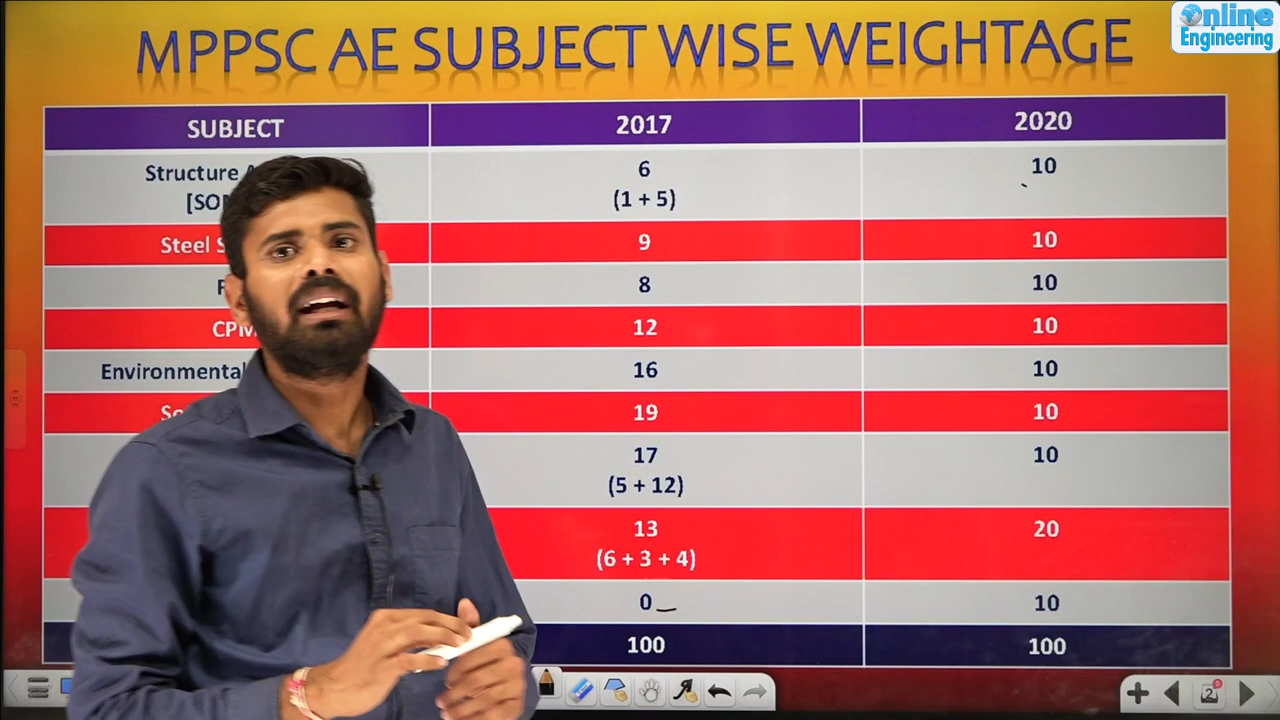 Online
Engineering
MPPSC AE SUBJECT WISE WEIGHTAGE
SUBJECT 2017 2020
Structure 6 10
(1 + 5)
Steel 9 10
8 10
CPM 12 10
Environmental 16 10
19 10
17 10
(5 + 12)
13 20
(6 + 3 + 4)
0 10
100 100
2